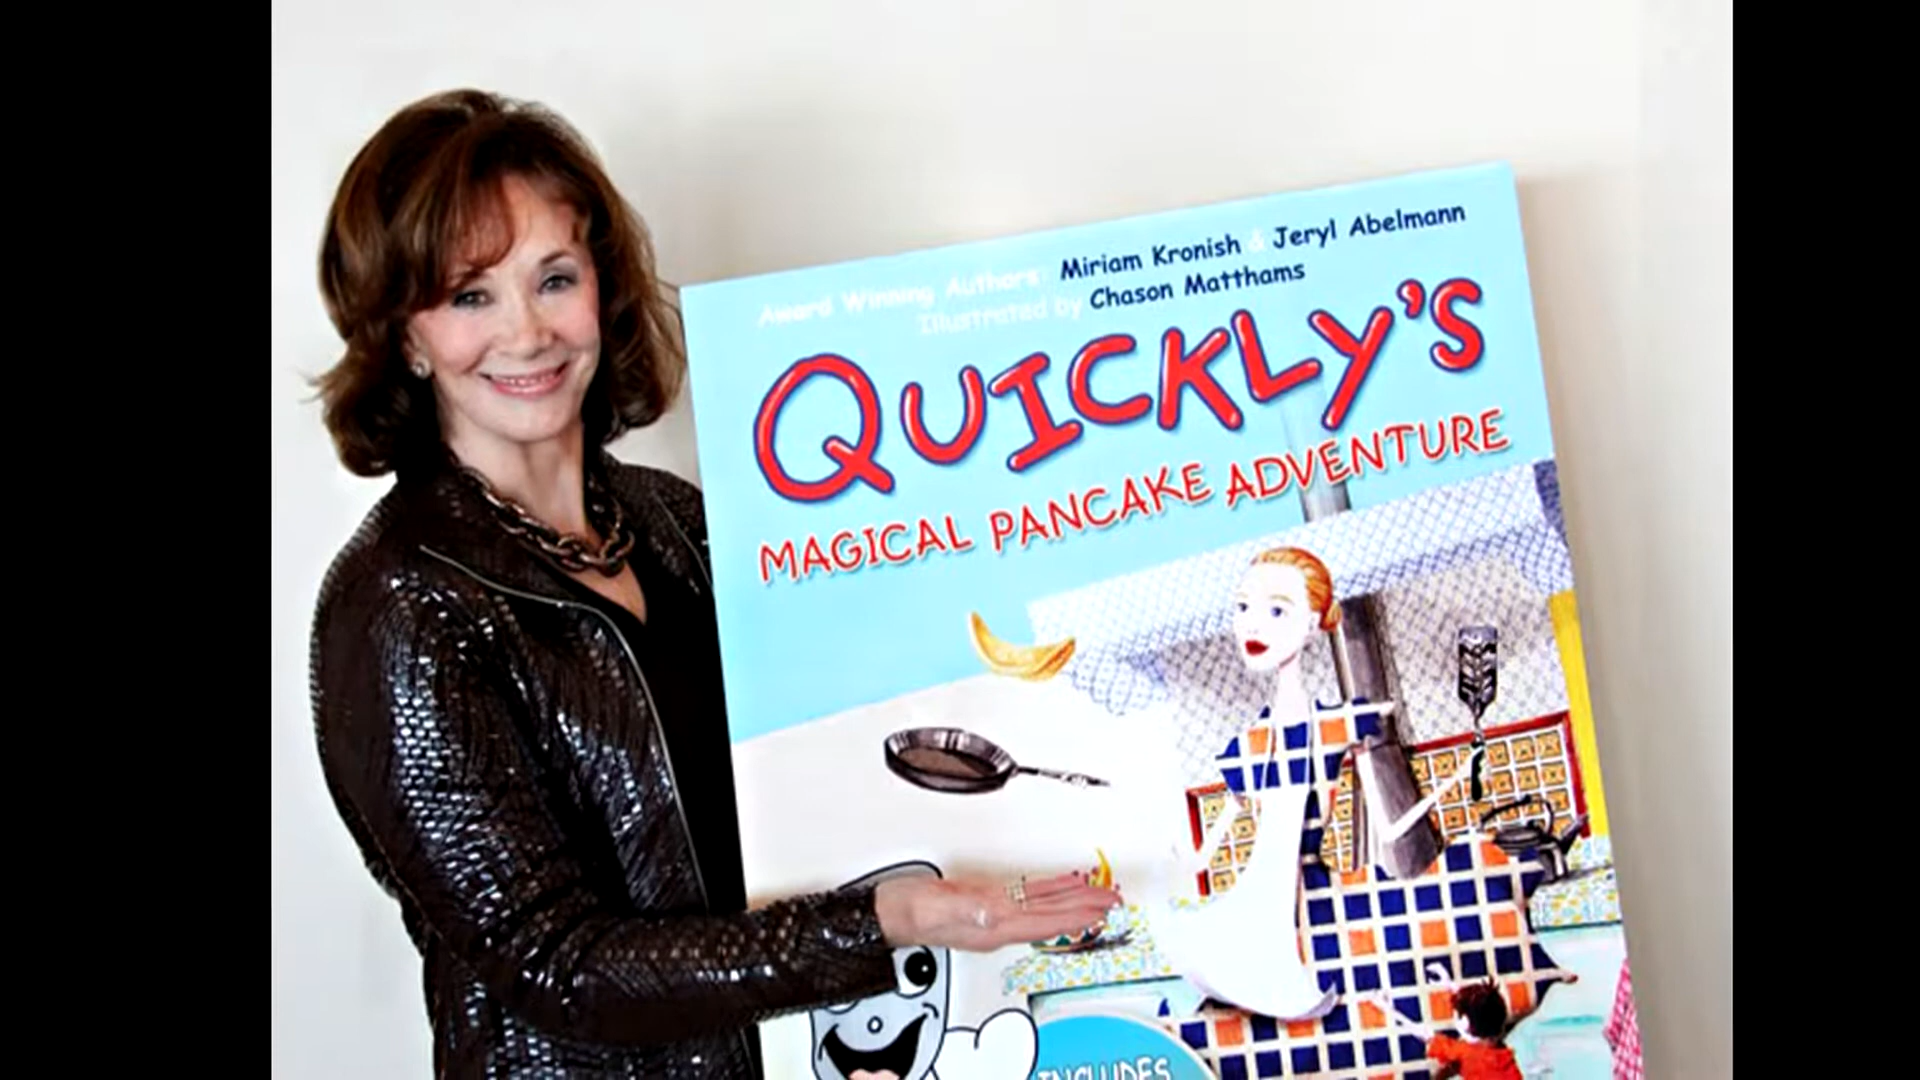 Award Winning Authors: Miriam Kronish & Jeryl Abelmann
Illustrated by Chason Matthams
QUICKLY'S
MAGICAL PANCAKE ADVENTURE
INCLUDES